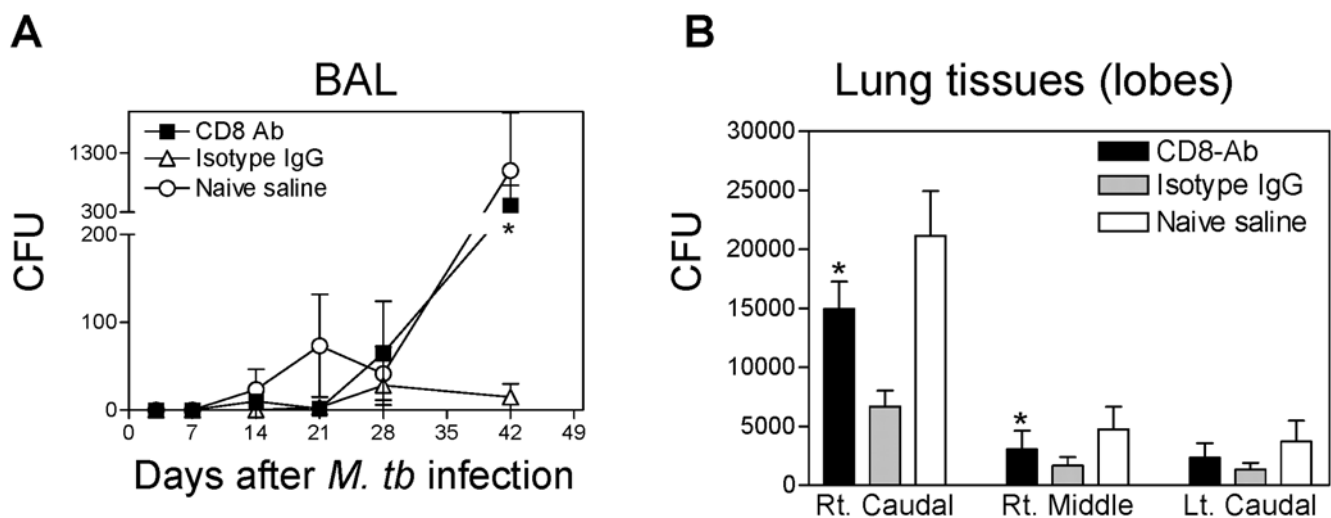 A
BAL
CD8 Ab
Isotype IgG
Naive saline
1300
300
200
100
0
CFU
*
0 7 14 21 28 35 42 49
Days after M. tb infection
B
Lung tissues (lobes)
30000
25000
20000
15000
10000
5000
0
CFU
CD8-Ab
Isotype IgG
Naive saline
*
*
Rt. Caudal Rt. Middle Lt. Caudal